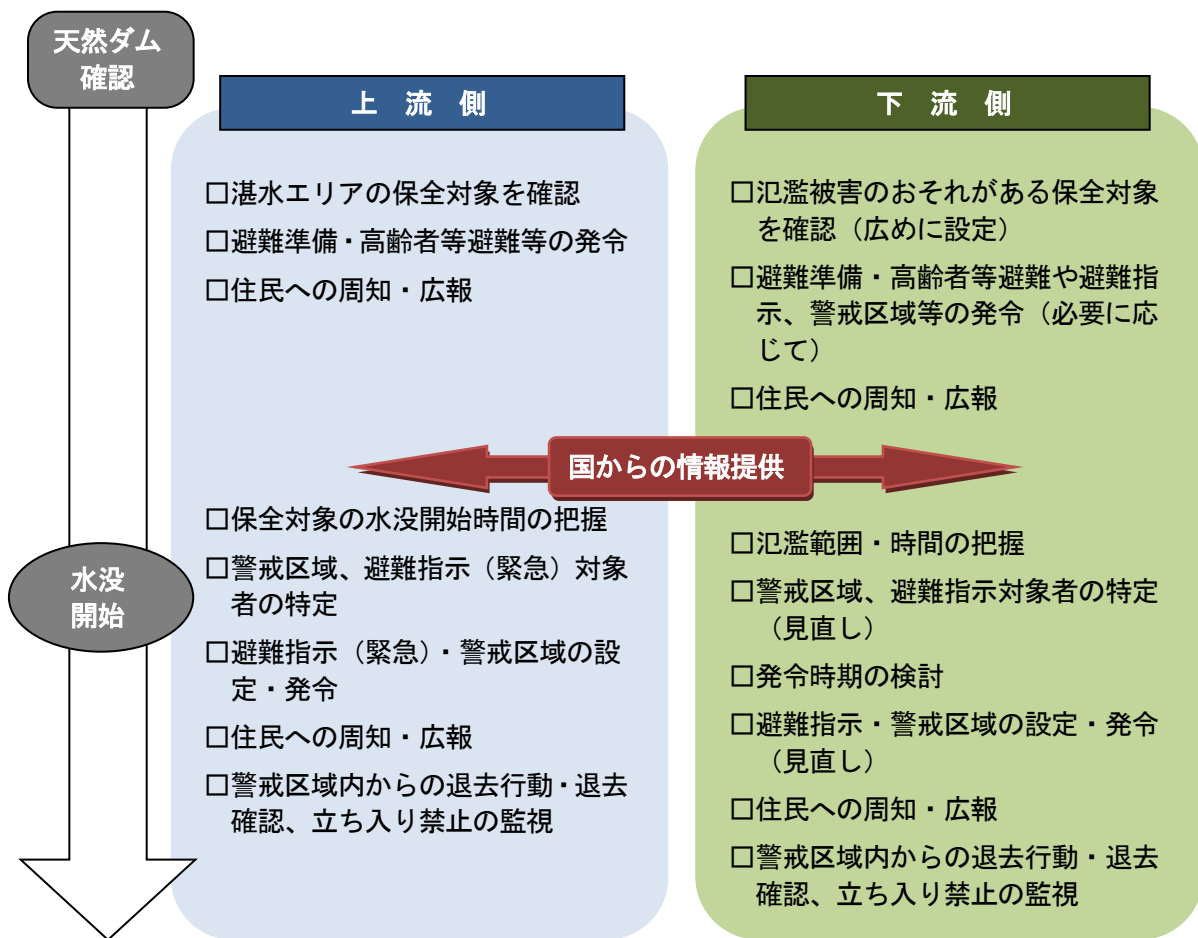 天然ダム
確認
上 流 側
□湛水エリアの保全対象を確認
□避難準備・高齢者等避難等の発令
□住民への周知・広報
下 流 側
□氾濫被害のおそれがある保全対象
を確認（広めに設定）
□避難準備・高齢者等避難や避難指
示、警戒区域等の発令（必要に応
じて）
□住民への周知・広報
国からの情報提供
水没
開始
□保全対象の水没開始時間の把握
□警戒区域、避難指示（緊急）対象
者の特定
□避難指示（緊急）・警戒区域の設
定・発令
□住民への周知・広報
□警戒区域内からの退去行動・退去
確認、立ち入り禁止の監視
□氾濫範囲・時間の把握
□警戒区域、避難指示対象者の特定
（見直し）
□発令時期の検討
□避難指示・警戒区域の設定・発令
（見直し）
□住民への周知・広報
□警戒区域内からの退去行動・退去
確認、立ち入り禁止の監視